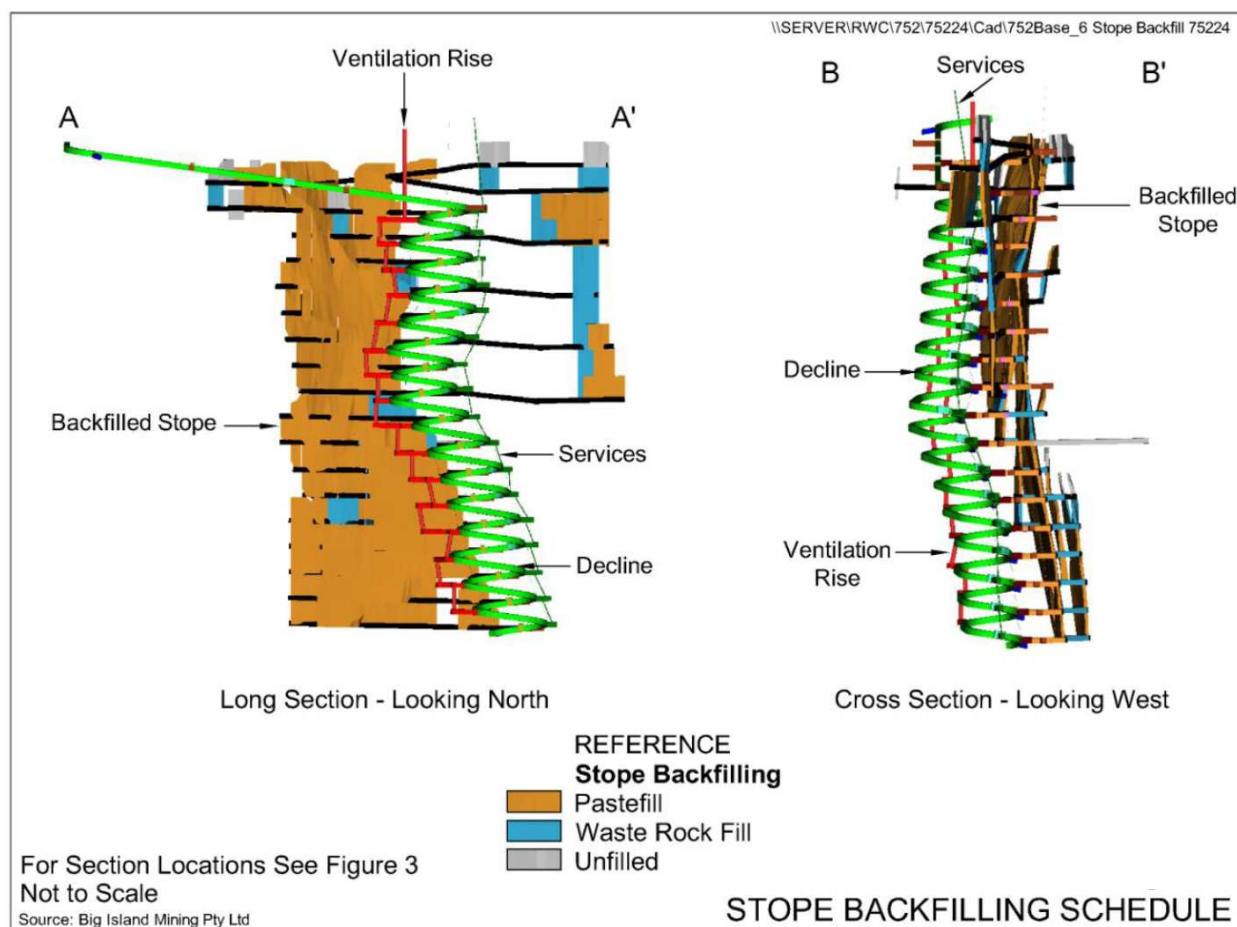 \\SERVER\RWC\752\75224\Cad\752Base_6 Stope Backfill 75224
Ventilation Rise
A
A'
Backfilled Stope
Services
Decline
Long Section - Looking North
B
Services
B'
Backfilled
Stope
Decline
Ventilation
Rise
Cross Section - Looking West
REFERENCE
Stope Backfilling
Pastefill
Waste Rock Fill
Unfilled
For Section Locations See Figure 3
Not to Scale
Source: Big Island Mining Pty Ltd
STOPE BACKFILLING SCHEDULE